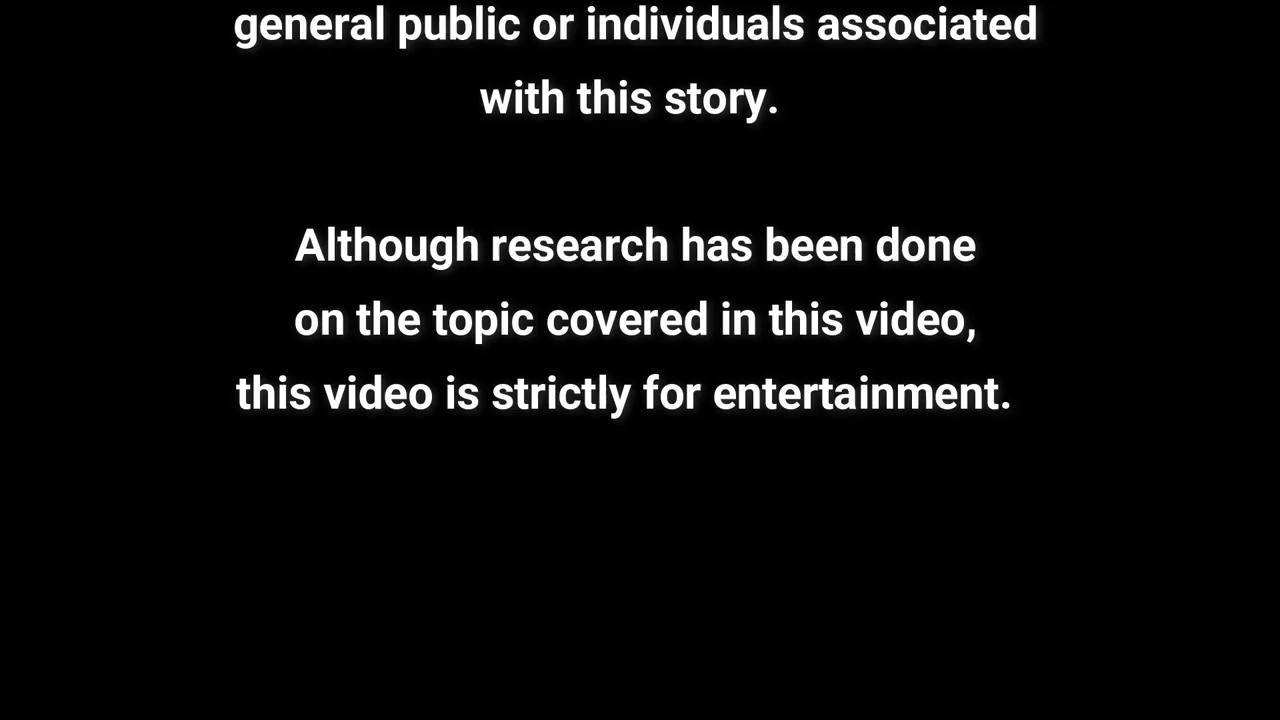 general public or individuals associated
with this story.
Although research has been done
on the topic covered in this video,
this video is strictly for entertainment.